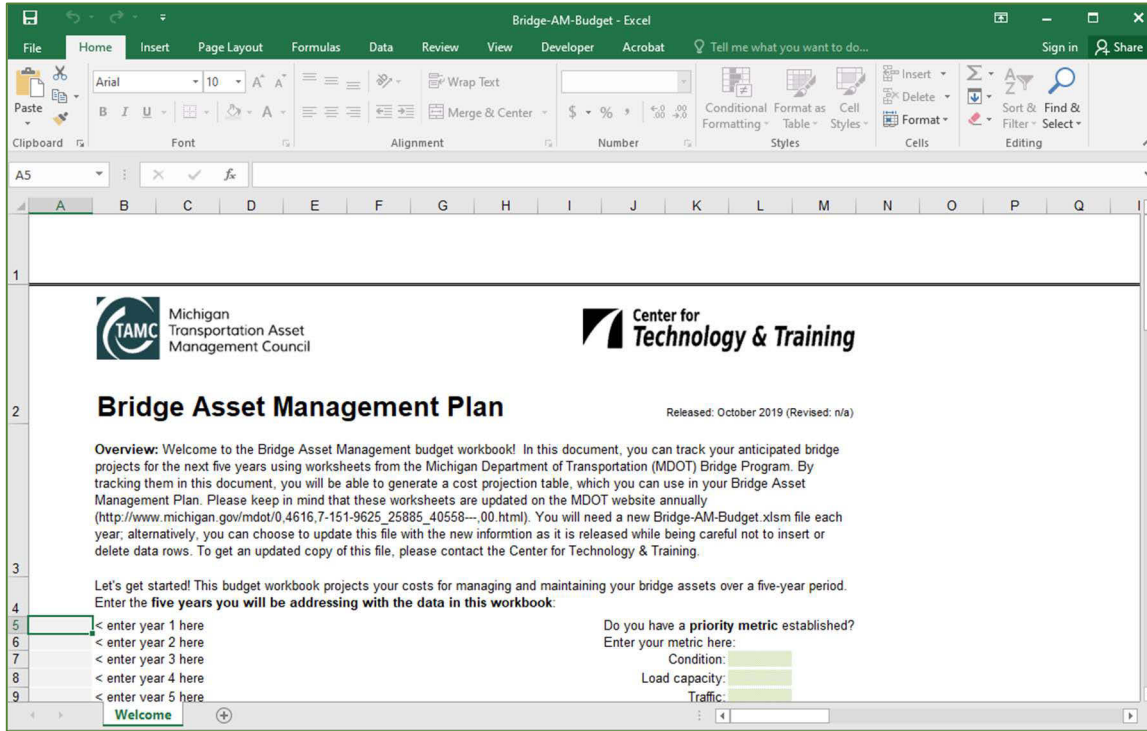 Bridge-AM-Budget - Excel
File Home Insert Page Layout Formulas Data Review View Developer Acrobat Tell me what you want to do... Sign in Share
Paste
Arial 10
B I U
Wrap Text
Merge & Center
$ % ,
Conditional Formatting
Format as Table
Cell Styles
Insert
Delete
Format
Sort & Filter
Find & Select
Clipboard Font Alignment Number Styles Cells Editing
A5 fx
A B C D E F G H I J K L M N O P Q
1
TAMC
Michigan
Transportation Asset
Management Council
Center for
Technology & Training
2
Bridge Asset Management Plan
Released: October 2019 (Revised: n/a)
Overview: Welcome to the Bridge Asset Management budget workbook! In this document, you can track your anticipated bridge
projects for the next five years using worksheets from the Michigan Department of Transportation (MDOT) Bridge Program. By
tracking them in this document, you will be able to generate a cost projection table, which you can use in your Bridge Asset
Management Plan. Please keep in mind that these worksheets are updated on the MDOT website annually
(http://www.michigan.gov/mdot/0,4616,7-151-9625_25885_40558---,00.html). You will need a new Bridge-AM-Budget.xlsm file each
year; alternatively, you can choose to update this file with the new informtion as it is released while being careful not to insert or
delete data rows. To get an updated copy of this file, please contact the Center for Technology & Training.
3
Let's get started! This budget workbook projects your costs for managing and maintaining your bridge assets over a five-year period.
4 Enter the five years you will be addressing with the data in this workbook:
5 < enter year 1 here Do you have a priority metric established?
6 < enter year 2 here Enter your metric here:
7 < enter year 3 here Condition:
8 < enter year 4 here Load capacity:
9 < enter year 5 here Traffic:
Welcome